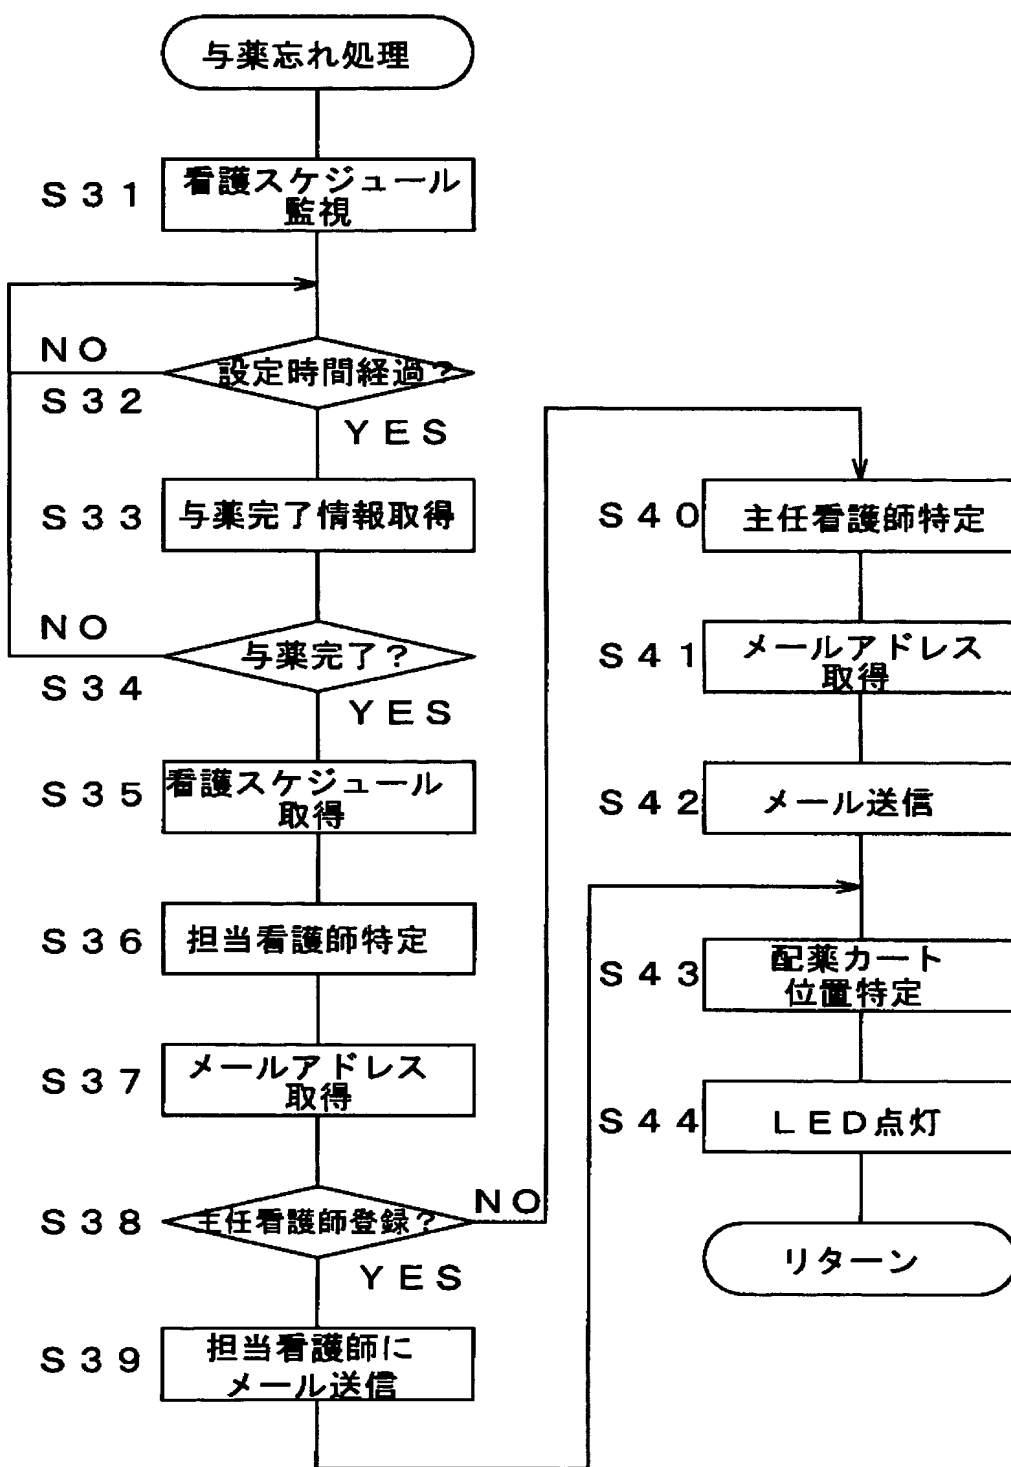 与薬忘れ処理
S31
看護スケジュール
監視
NO
設定時間経過?
S32
YES
S33
与薬完了情報取得
NO
与薬完了?
S34
YES
S35
看護スケジュール
取得
S36
担当看護師特定
S37
メールアドレス
取得
S38
主任看護師登録?
NO
YES
S39
担当看護師に
メール送信
S40
主任看護師特定
S41
メールアドレス
取得
S42
メール送信
S43
配薬カート
位置特定
S44
LED点灯
リターン